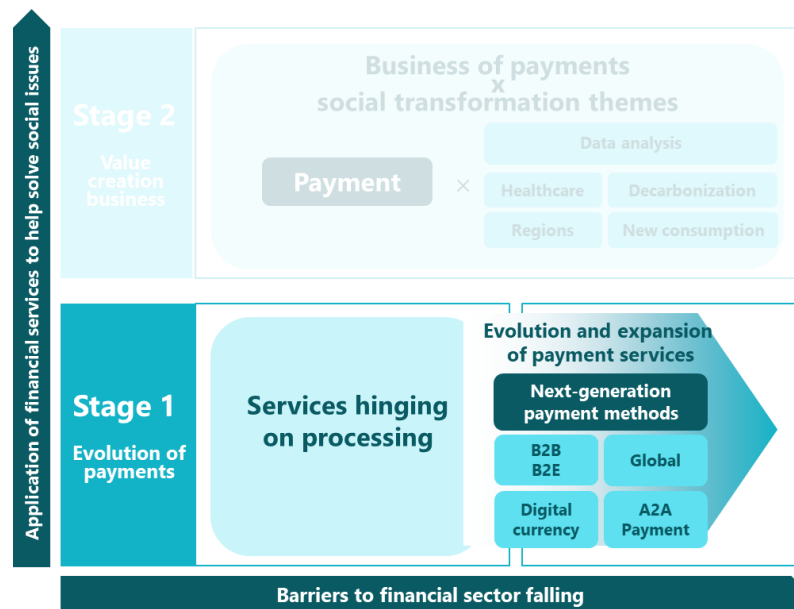 Application of financial services to help solve social issues
Stage 2
Value
creation
business
Business of payments
x
social transformation themes
Payment
×
Data analysis
Healthcare
Decarbonization
Regions
New consumption
Stage 1
Evolution of
payments
Services hinging
on processing
Evolution and expansion
of payment services
Next-generation
payment methods
B2B
B2E
Global
Digital
currency
A2A
Payment
Barriers to financial sector falling